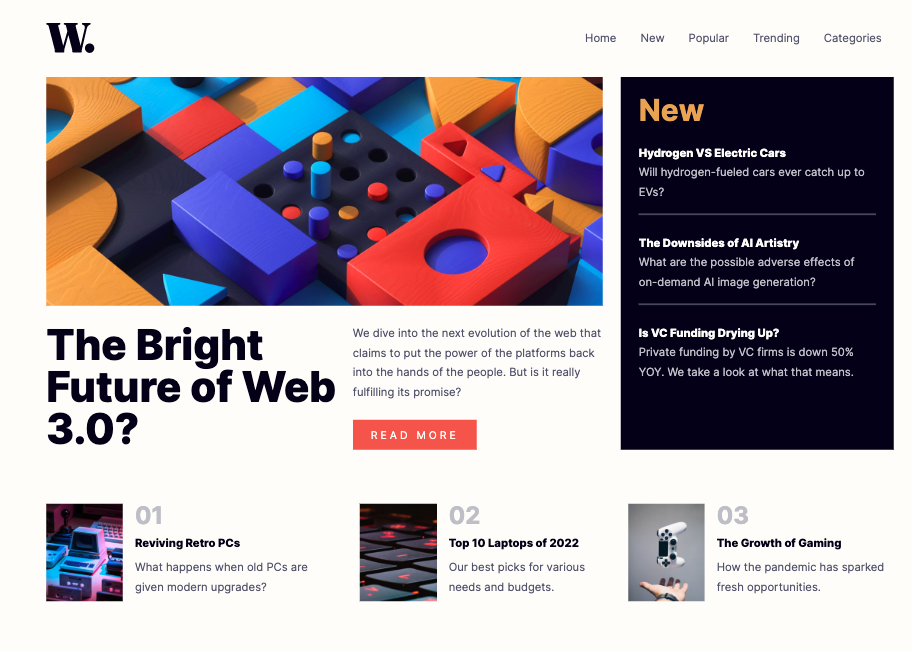 W.
Home New Popular Trending Categories
The Bright
Future of Web
3.0?
We dive into the next evolution of the web that
claims to put the power of the platforms back
into the hands of the people. But is it really
fulfilling its promise?
READ MORE
New
Hydrogen VS Electric Cars
Will hydrogen-fueled cars ever catch up to
EVs?
The Downsides of AI Artistry
What are the possible adverse effects of
on-demand AI image generation?
Is VC Funding Drying Up?
Private funding by VC firms is down 50%
YOY. We take a look at what that means.
01
Reviving Retro PCs
What happens when old PCs are
given modern upgrades?
02
Top 10 Laptops of 2022
Our best picks for various
needs and budgets.
03
The Growth of Gaming
How the pandemic has sparked
fresh opportunities.